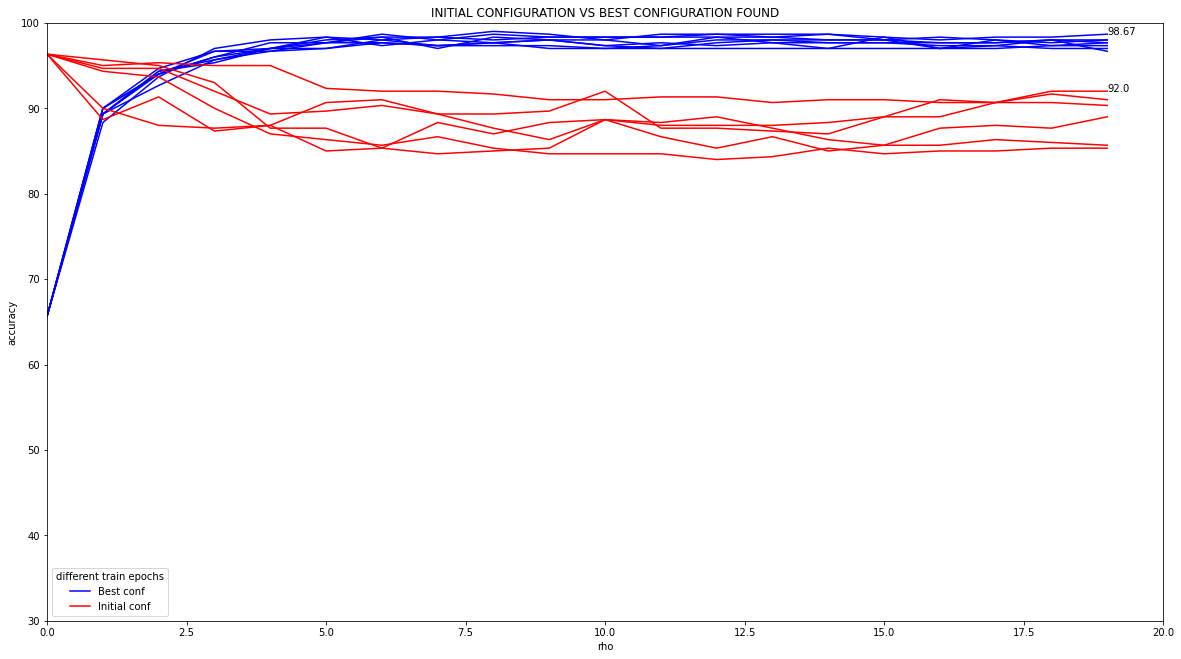 INITIAL CONFIGURATION VS BEST CONFIGURATION FOUND
100
98.67
92.0
90
80
70
accuracy
60
50
40
30
different train epochs
Best conf
Initial conf
0.0 2.5 5.0 7.5 10.0 12.5 15.0 17.5 20.0
rho